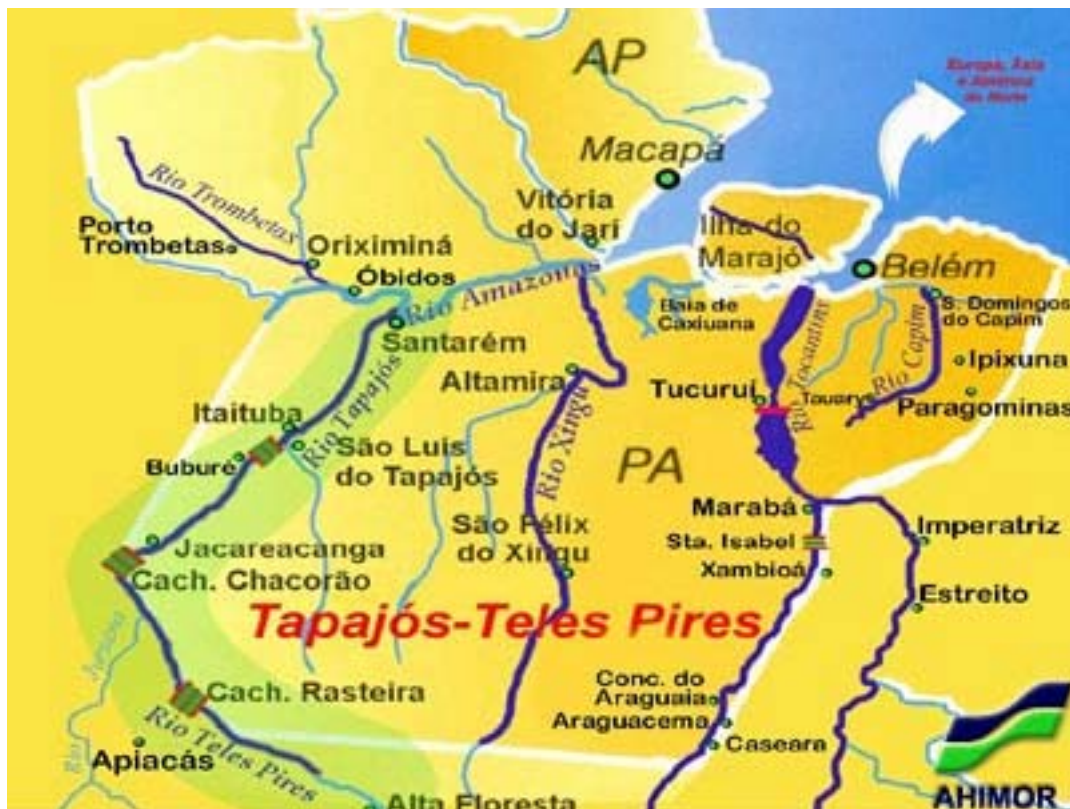 AP
Europa, Ásia
e América
do Norte
Macapá
Rio Trombetas
Vitória
do Jari
Porto
Trombetas
Oriximiná
Ilha do
Marajó
Óbidos
Belém
Rio Amazonas
Baia de
Caxiuana
S. Domingos
do Capim
Santarém
Rio Tocantins
Rio Capim
Ipixuna
Altamira
Tucuruí
Tauary
Paragominas
Itaituba
Rio Tapajós
Rio Xingu
São Luis
do Tapajós
Buburé
PA
Marabá
Imperatriz
São Félix
do Xingu
Sta. Isabel
Jacareacanga
Xambioá
Cach. Chacorão
Estreito
Tapajós-Teles Pires
Rio Juruena
Cach. Rasteira
Conc. do
Araguaia
Araguacema
Rio Teles Pires
Caseara
Apiacás
Alta Floresta
AHIMOR